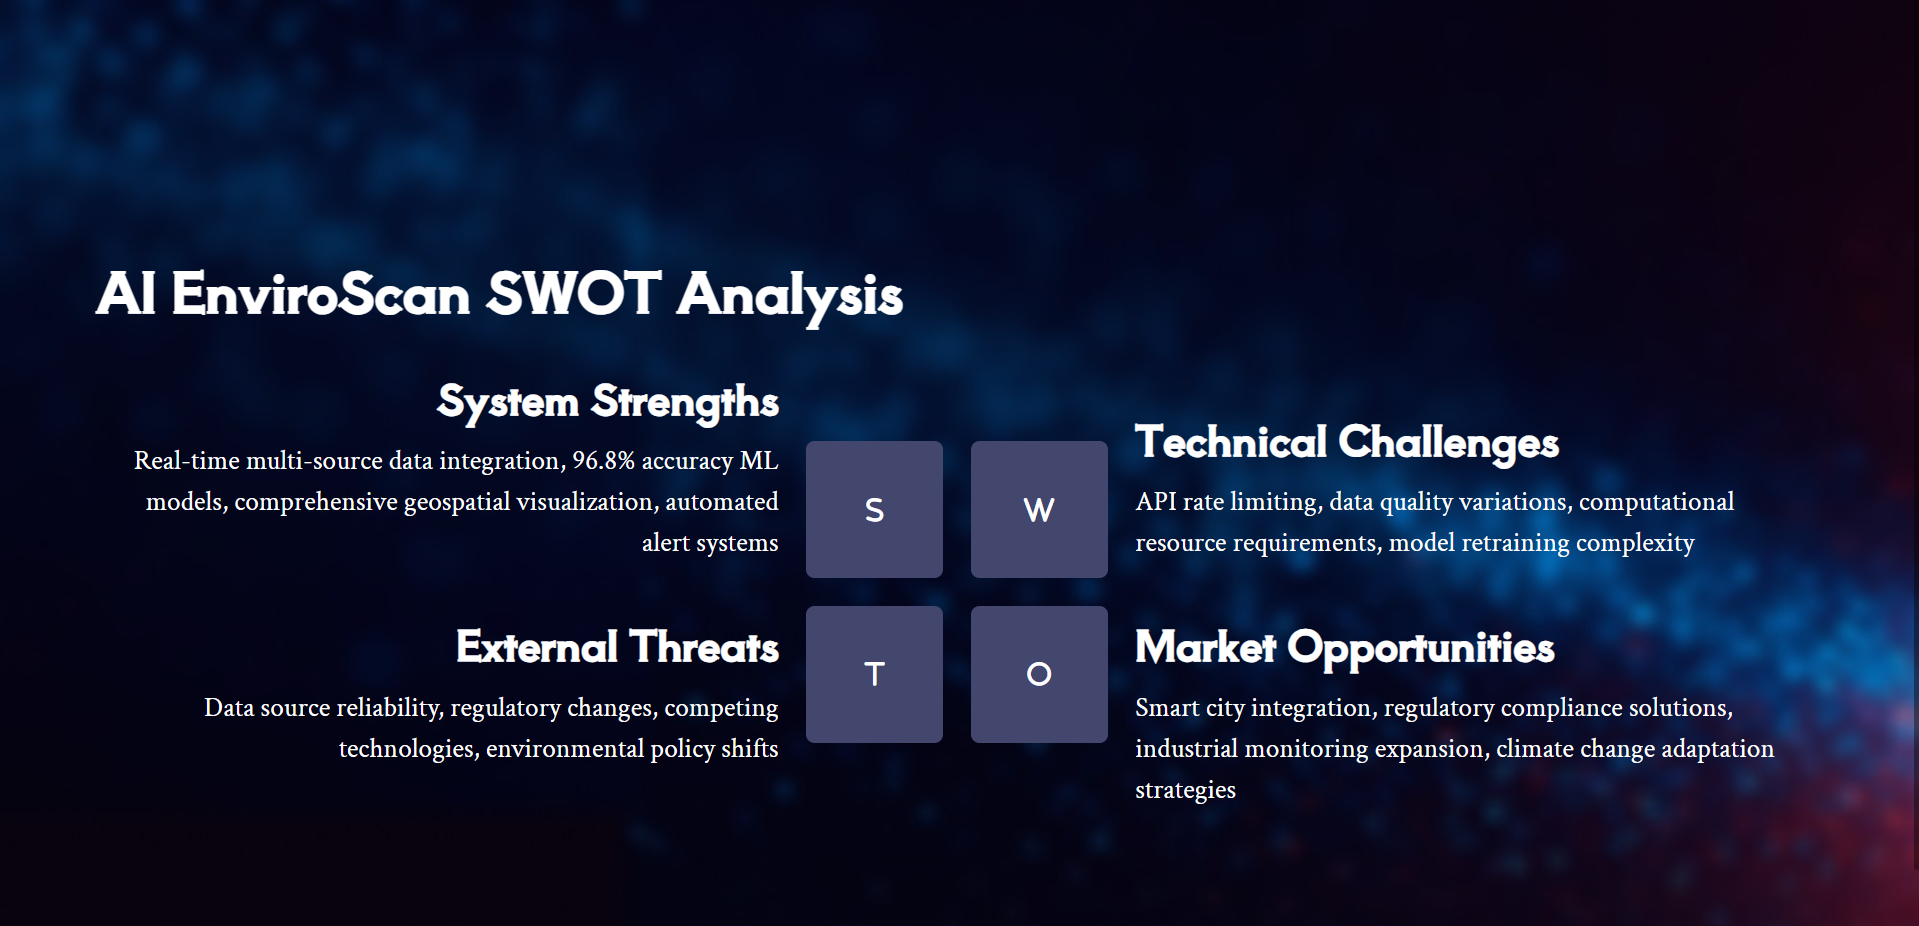 AI EnviroScan SWOT Analysis
System Strengths
Real-time multi-source data integration, 96.8% accuracy ML
models, comprehensive geospatial visualization, automated
alert systems
S
W
Technical Challenges
API rate limiting, data quality variations, computational
resource requirements, model retraining complexity
External Threats
Data source reliability, regulatory changes, competing
technologies, environmental policy shifts
T
O
Market Opportunities
Smart city integration, regulatory compliance solutions,
industrial monitoring expansion, climate change adaptation
strategies